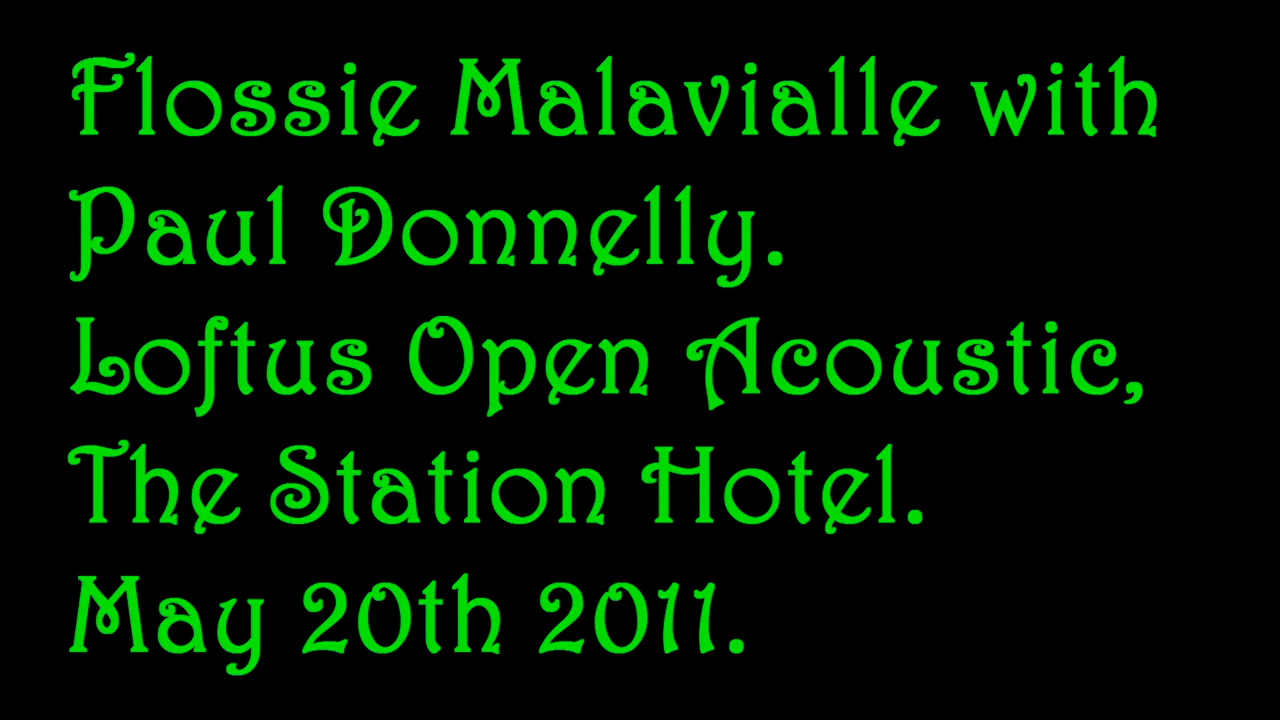 Flossie Malavialle with
Paul Donnelly.
Loftus Open Acoustic,
The Station Hotel.
May 20th 2011.